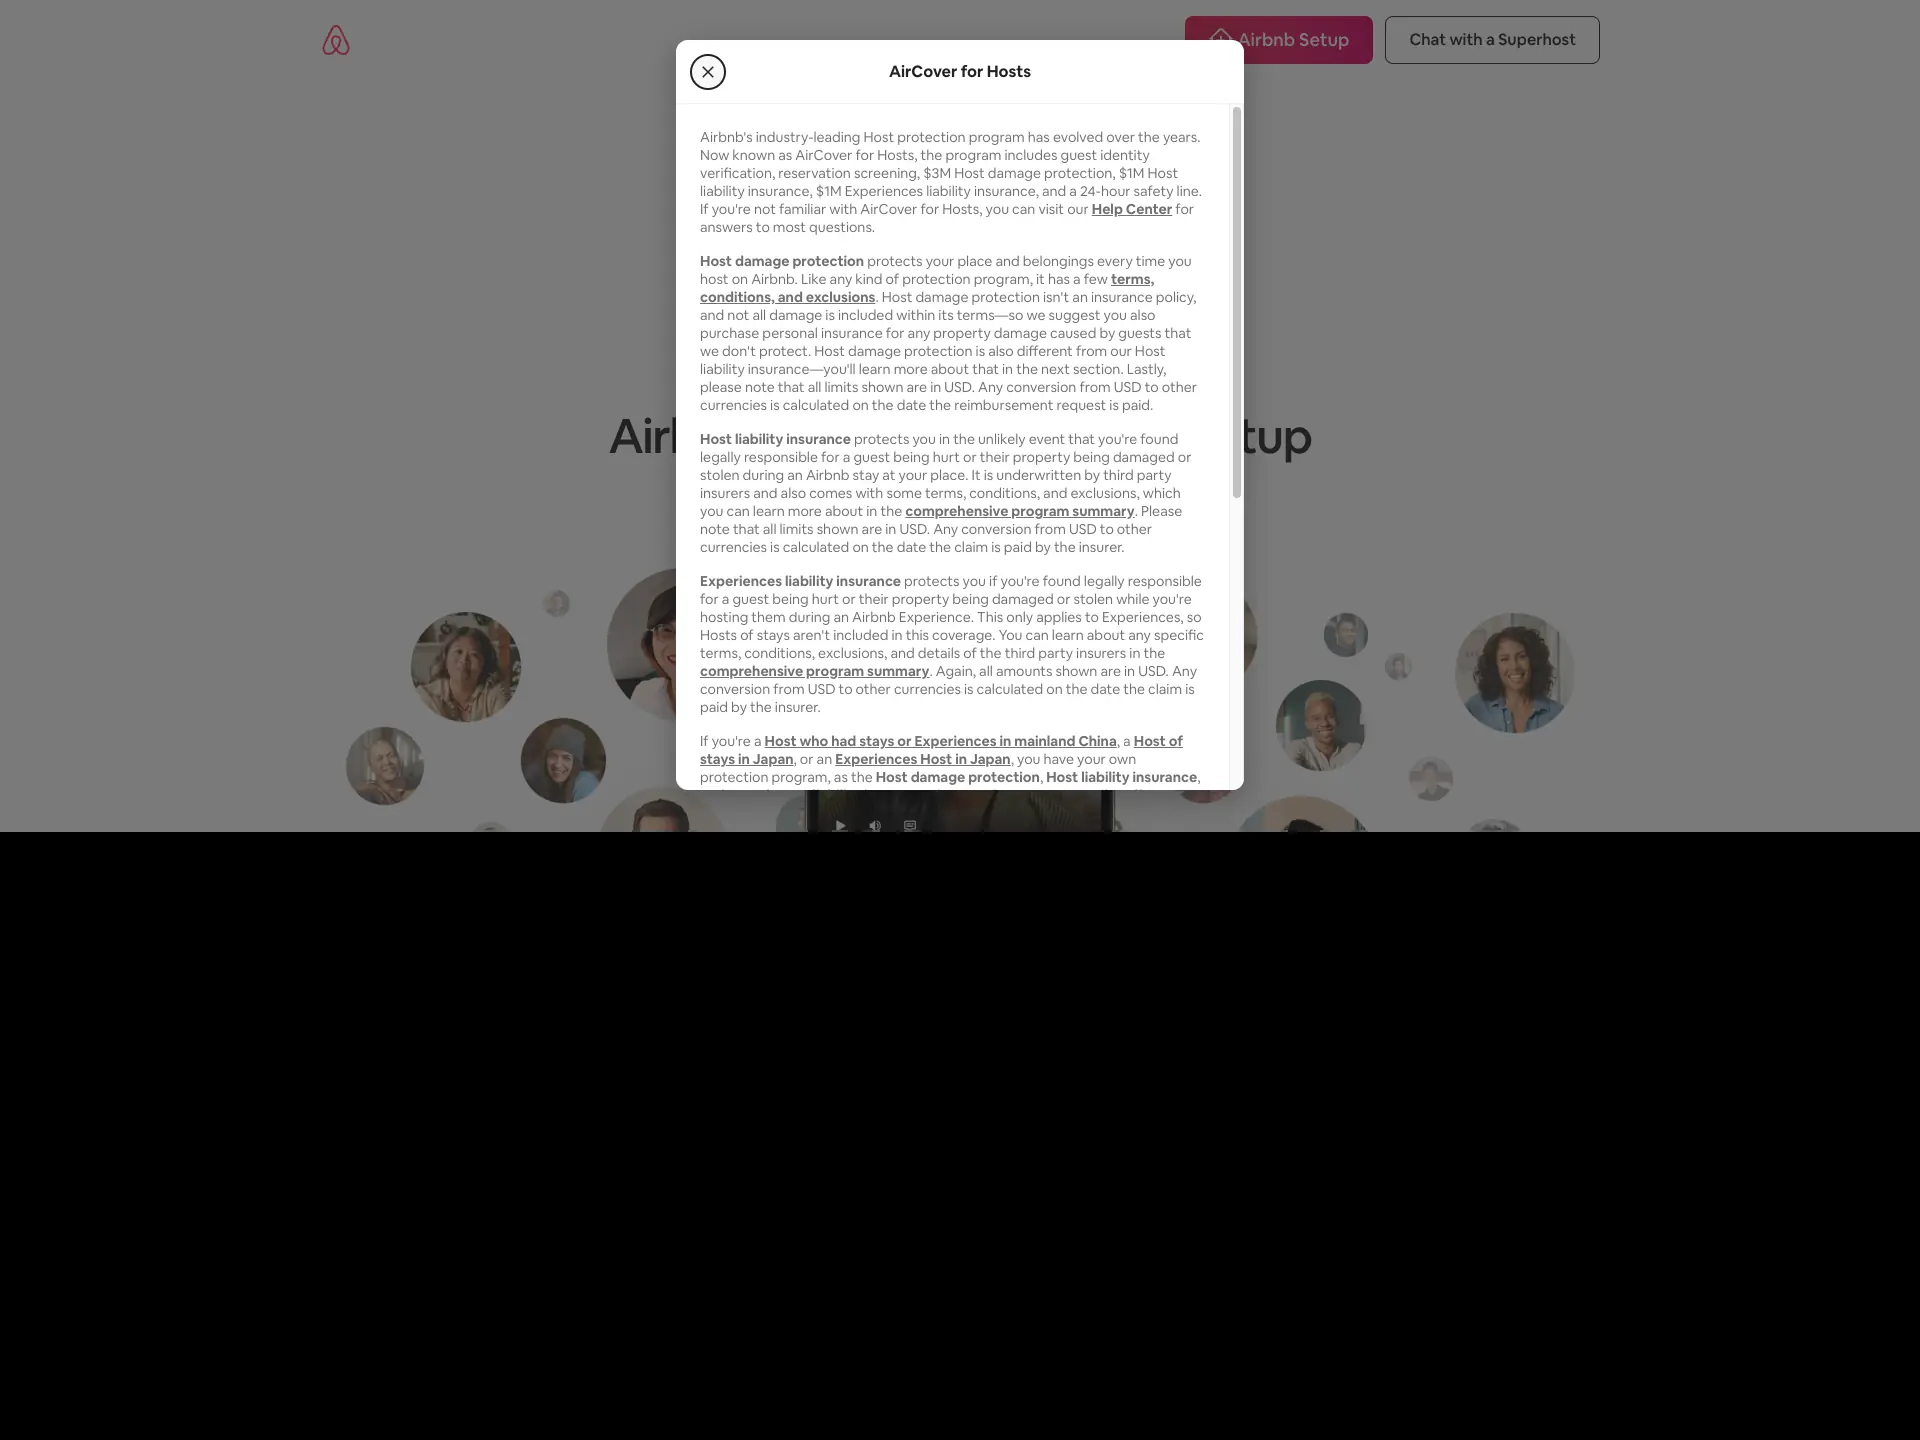 Airbnb Setup
Chat with a Superhost
AirCover for Hosts
Airbnb's industry-leading Host protection program has evolved over the years.
Now known as AirCover for Hosts, the program includes guest identity
verification, reservation screening, $3M Host damage protection, $1M Host
liability insurance, $1M Experiences liability insurance, and a 24-hour safety line.
If you're not familiar with AirCover for Hosts, you can visit our Help Center for
answers to most questions.
Host damage protection protects your place and belongings every time you
host on Airbnb. Like any kind of protection program, it has a few terms,
conditions, and exclusions. Host damage protection isn't an insurance policy,
and not all damage is included within its terms—so we suggest you also
purchase personal insurance for any property damage caused by guests that
we don't protect. Host damage protection is also different from our Host
liability insurance—you'll learn more about that in the next section. Lastly,
please note that all limits shown are in USD. Any conversion from USD to other
currencies is calculated on the date the reimbursement request is paid.
Host liability insurance protects you in the unlikely event that you're found
legally responsible for a guest being hurt or their property being damaged or
stolen during an Airbnb stay at your place. It is underwritten by third party
insurers and also comes with some terms, conditions, and exclusions, which
you can learn more about in the comprehensive program summary. Please
note that all limits shown are in USD. Any conversion from USD to other
currencies is calculated on the date the claim is paid by the insurer.
Experiences liability insurance protects you if you're found legally responsible
for a guest being hurt or their property being damaged or stolen while you're
hosting them during an Airbnb Experience. This only applies to Experiences, so
Hosts of stays aren't included in this coverage. You can learn about any specific
terms, conditions, exclusions, and details of the third party insurers in the
comprehensive program summary. Again, all amounts shown are in USD. Any
conversion from USD to other currencies is calculated on the date the claim is
paid by the insurer.
If you're a Host who had stays or Experiences in mainland China, a Host of
stays in Japan, or an Experiences Host in Japan, you have your own
protection program, as the Host damage protection, Host liability insurance,